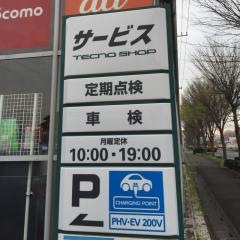 docomo
au
サービス
TECNO SHOP
定期点検
車検
月曜定休
10:00・19:00
P
CHARGING POINT
PHV・EV 200V